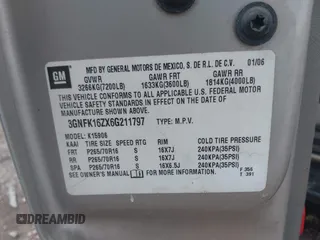 GM
MFD BY GENERAL MOTORS DE MEXICO, S. DE R.L. DE C.V. 01/06
GVWR GAWR FRT GAWR RR
3266KG(7200LB) 1633KG(3600LB) 1814KG(4000LB)
THIS VEHICLE CONFORMS TO ALL APPLICABLE U.S. FEDERAL MOTOR
VEHICLE SAFETY AND THEFT PREVENTION STANDARDS IN EFFECT ON
THE DATE OF MANUFACTURE SHOWN ABOVE.
3GNFK16ZX6G211797 TYPE: M.P.V.
MODEL: K15906
TIRE SIZE SPEED RTG RIM COLD TIRE PRESSURE
FRT P265/70R16 S 16X7J 240KPA(35PSI)
RR P265/70R16 S 16X7J 240KPA(35PSI)
SPA P265/70R16 S 16X6.5J 240KPA(35PSI)
SEE OWNER'S MANUAL FOR MORE INFORMATION.